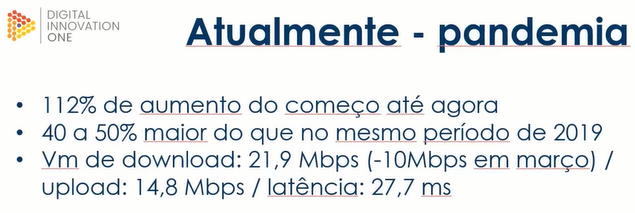 DIGITAL
INNOVATION
ONE
Atualmente - pandemia
• 112% de aumento do começo até agora
• 40 a 50% maior do que no mesmo período de 2019
• Vm de download: 21,9 Mbps (-10Mbps em março) /
upload: 14,8 Mbps / latência: 27,7 ms